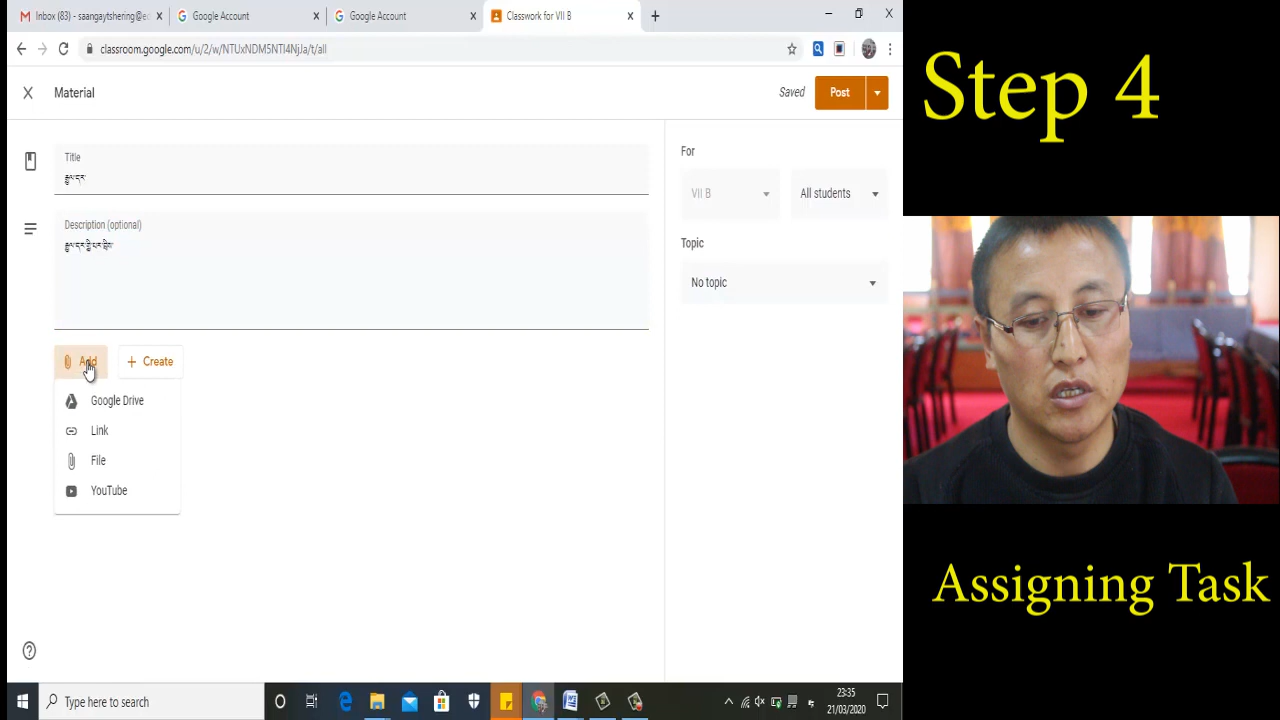 Inbox (83) - saangaytshering@ed
Google Account
Google Account
Classwork for VII B
classroom.google.com/u/2/w/NTUxNDM5NTI4NjJa/t/all
Material
Saved
Post
Title
For
VII B
All students
Description (optional)
Topic
No topic
Add
Create
Google Drive
Link
File
YouTube
Type here to search
23:35
21/03/2020
Step 4
Assigning Task